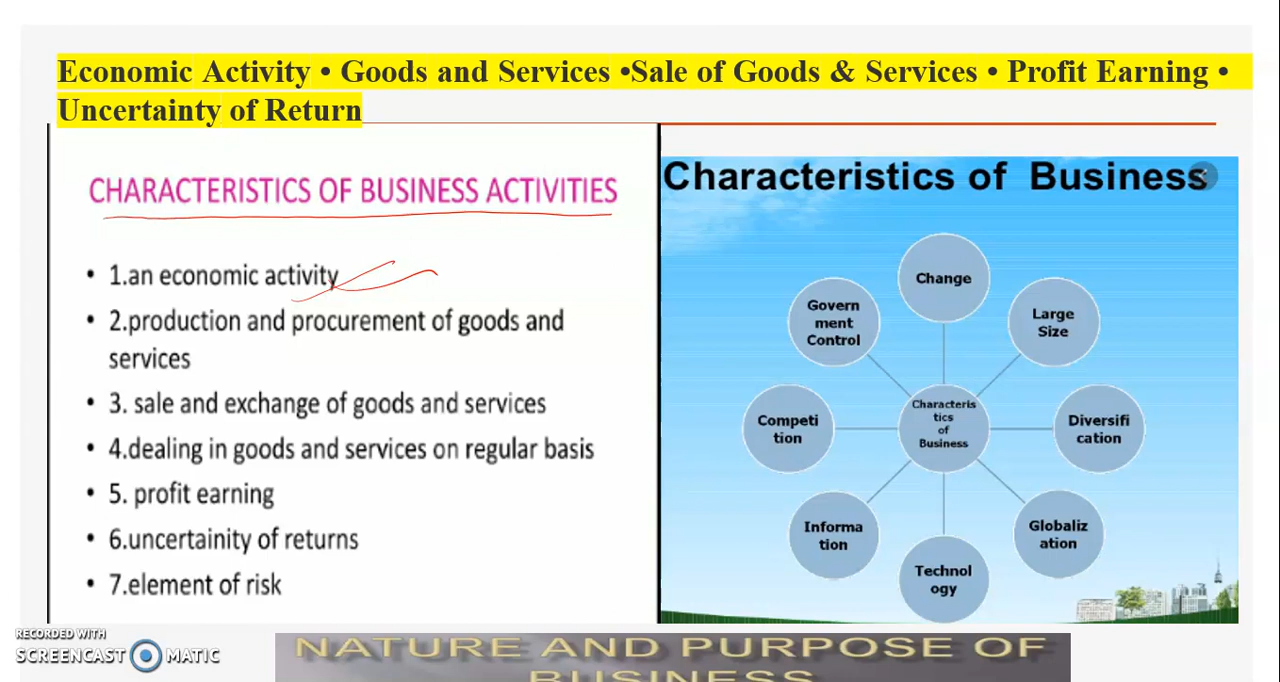 Economic Activity • Goods and Services •Sale of Goods & Services • Profit Earning •
Uncertainty of Return
CHARACTERISTICS OF BUSINESS ACTIVITIES
• 1.an economic activity
• 2.production and procurement of goods and
services
• 3. sale and exchange of goods and services
• 4.dealing in goods and services on regular basis
• 5. profit earning
• 6.uncertainity of returns
• 7.element of risk
Characteristics of Business
Change
Large
Size
Diversifi
cation
Globaliz
ation
Technol
ogy
Informa
tion
Competi
tion
Govern
ment
Control
Characteris
tics
of
Business
RECORDED WITH
SCREENCAST MATIC
NATURE AND PURPOSE OF
BUSINESS